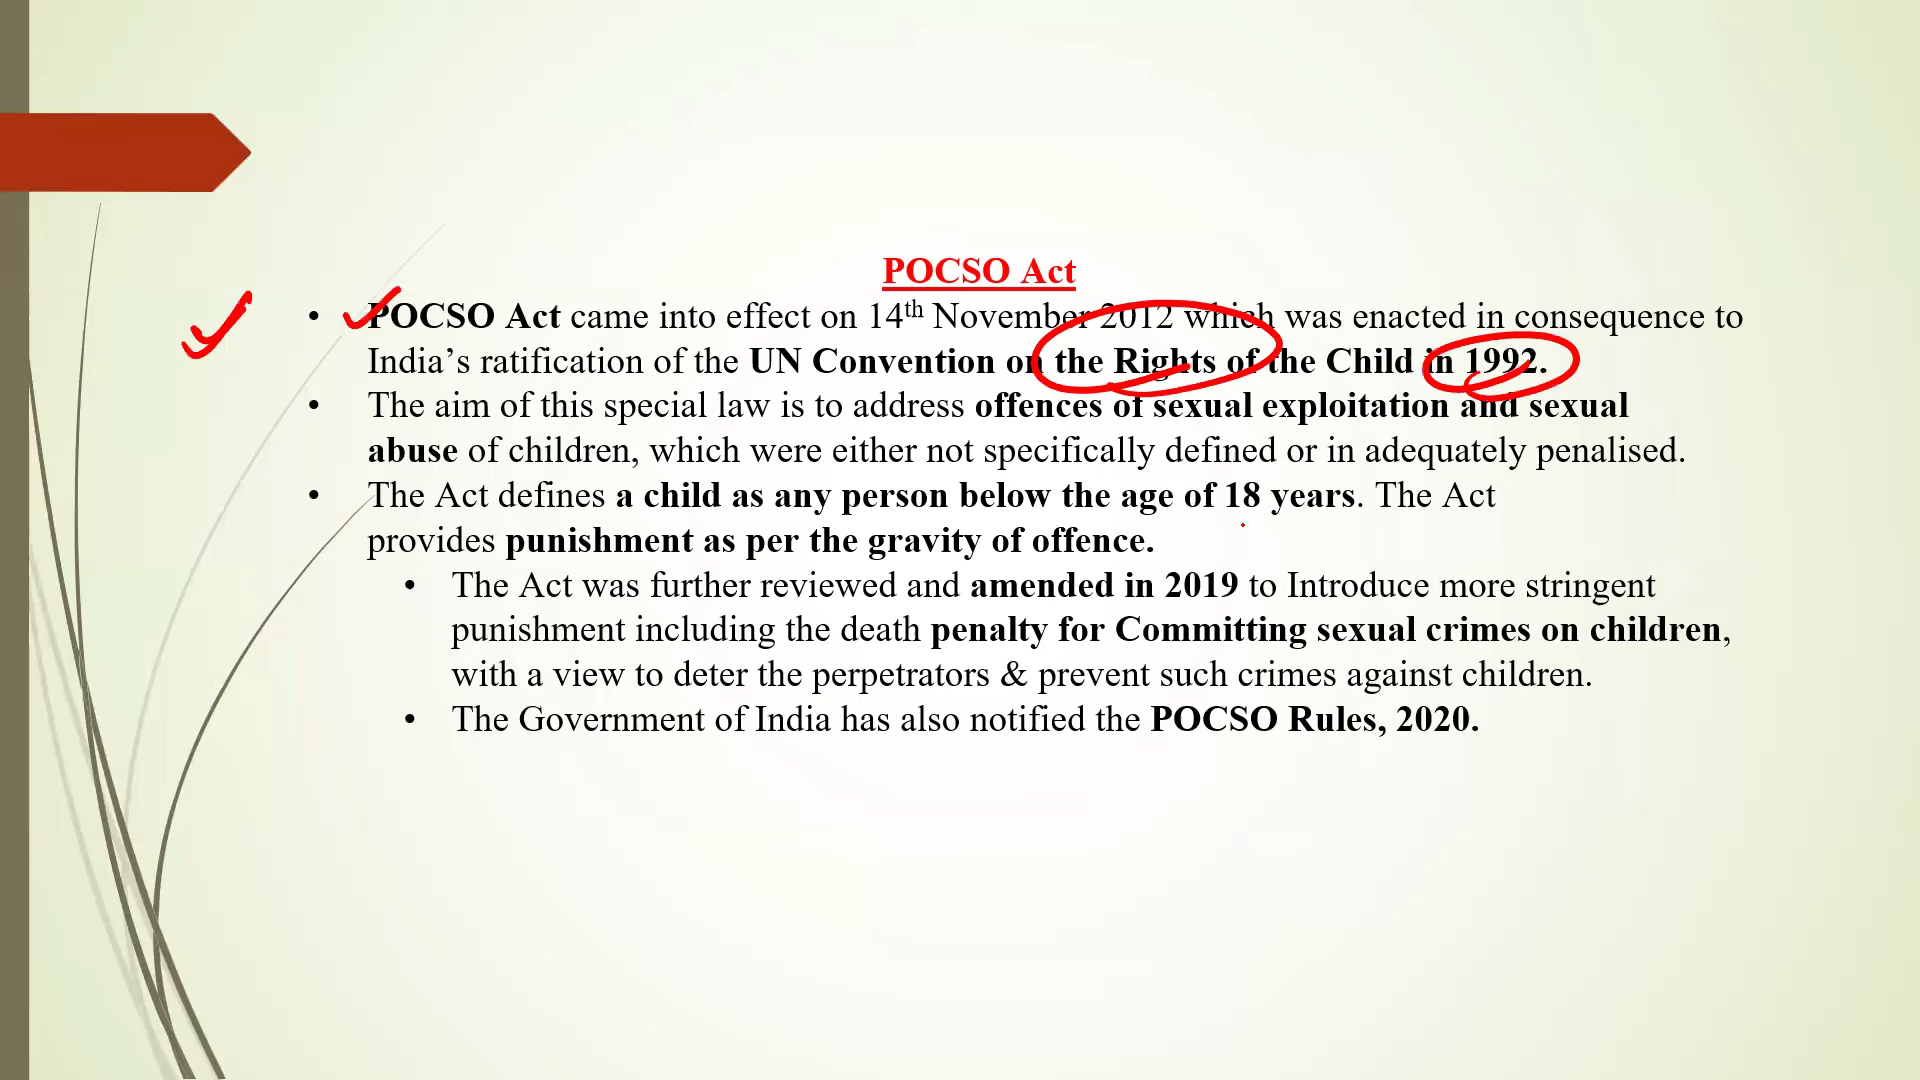 POCSO Act
• POCSO Act came into effect on 14th November 2012 which was enacted in consequence to
India’s ratification of the UN Convention on the Rights of the Child in 1992.
• The aim of this special law is to address offences of sexual exploitation and sexual
abuse of children, which were either not specifically defined or in adequately penalised.
• The Act defines a child as any person below the age of 18 years. The Act
provides punishment as per the gravity of offence.
• The Act was further reviewed and amended in 2019 to Introduce more stringent
punishment including the death penalty for Committing sexual crimes on children,
with a view to deter the perpetrators & prevent such crimes against children.
• The Government of India has also notified the POCSO Rules, 2020.